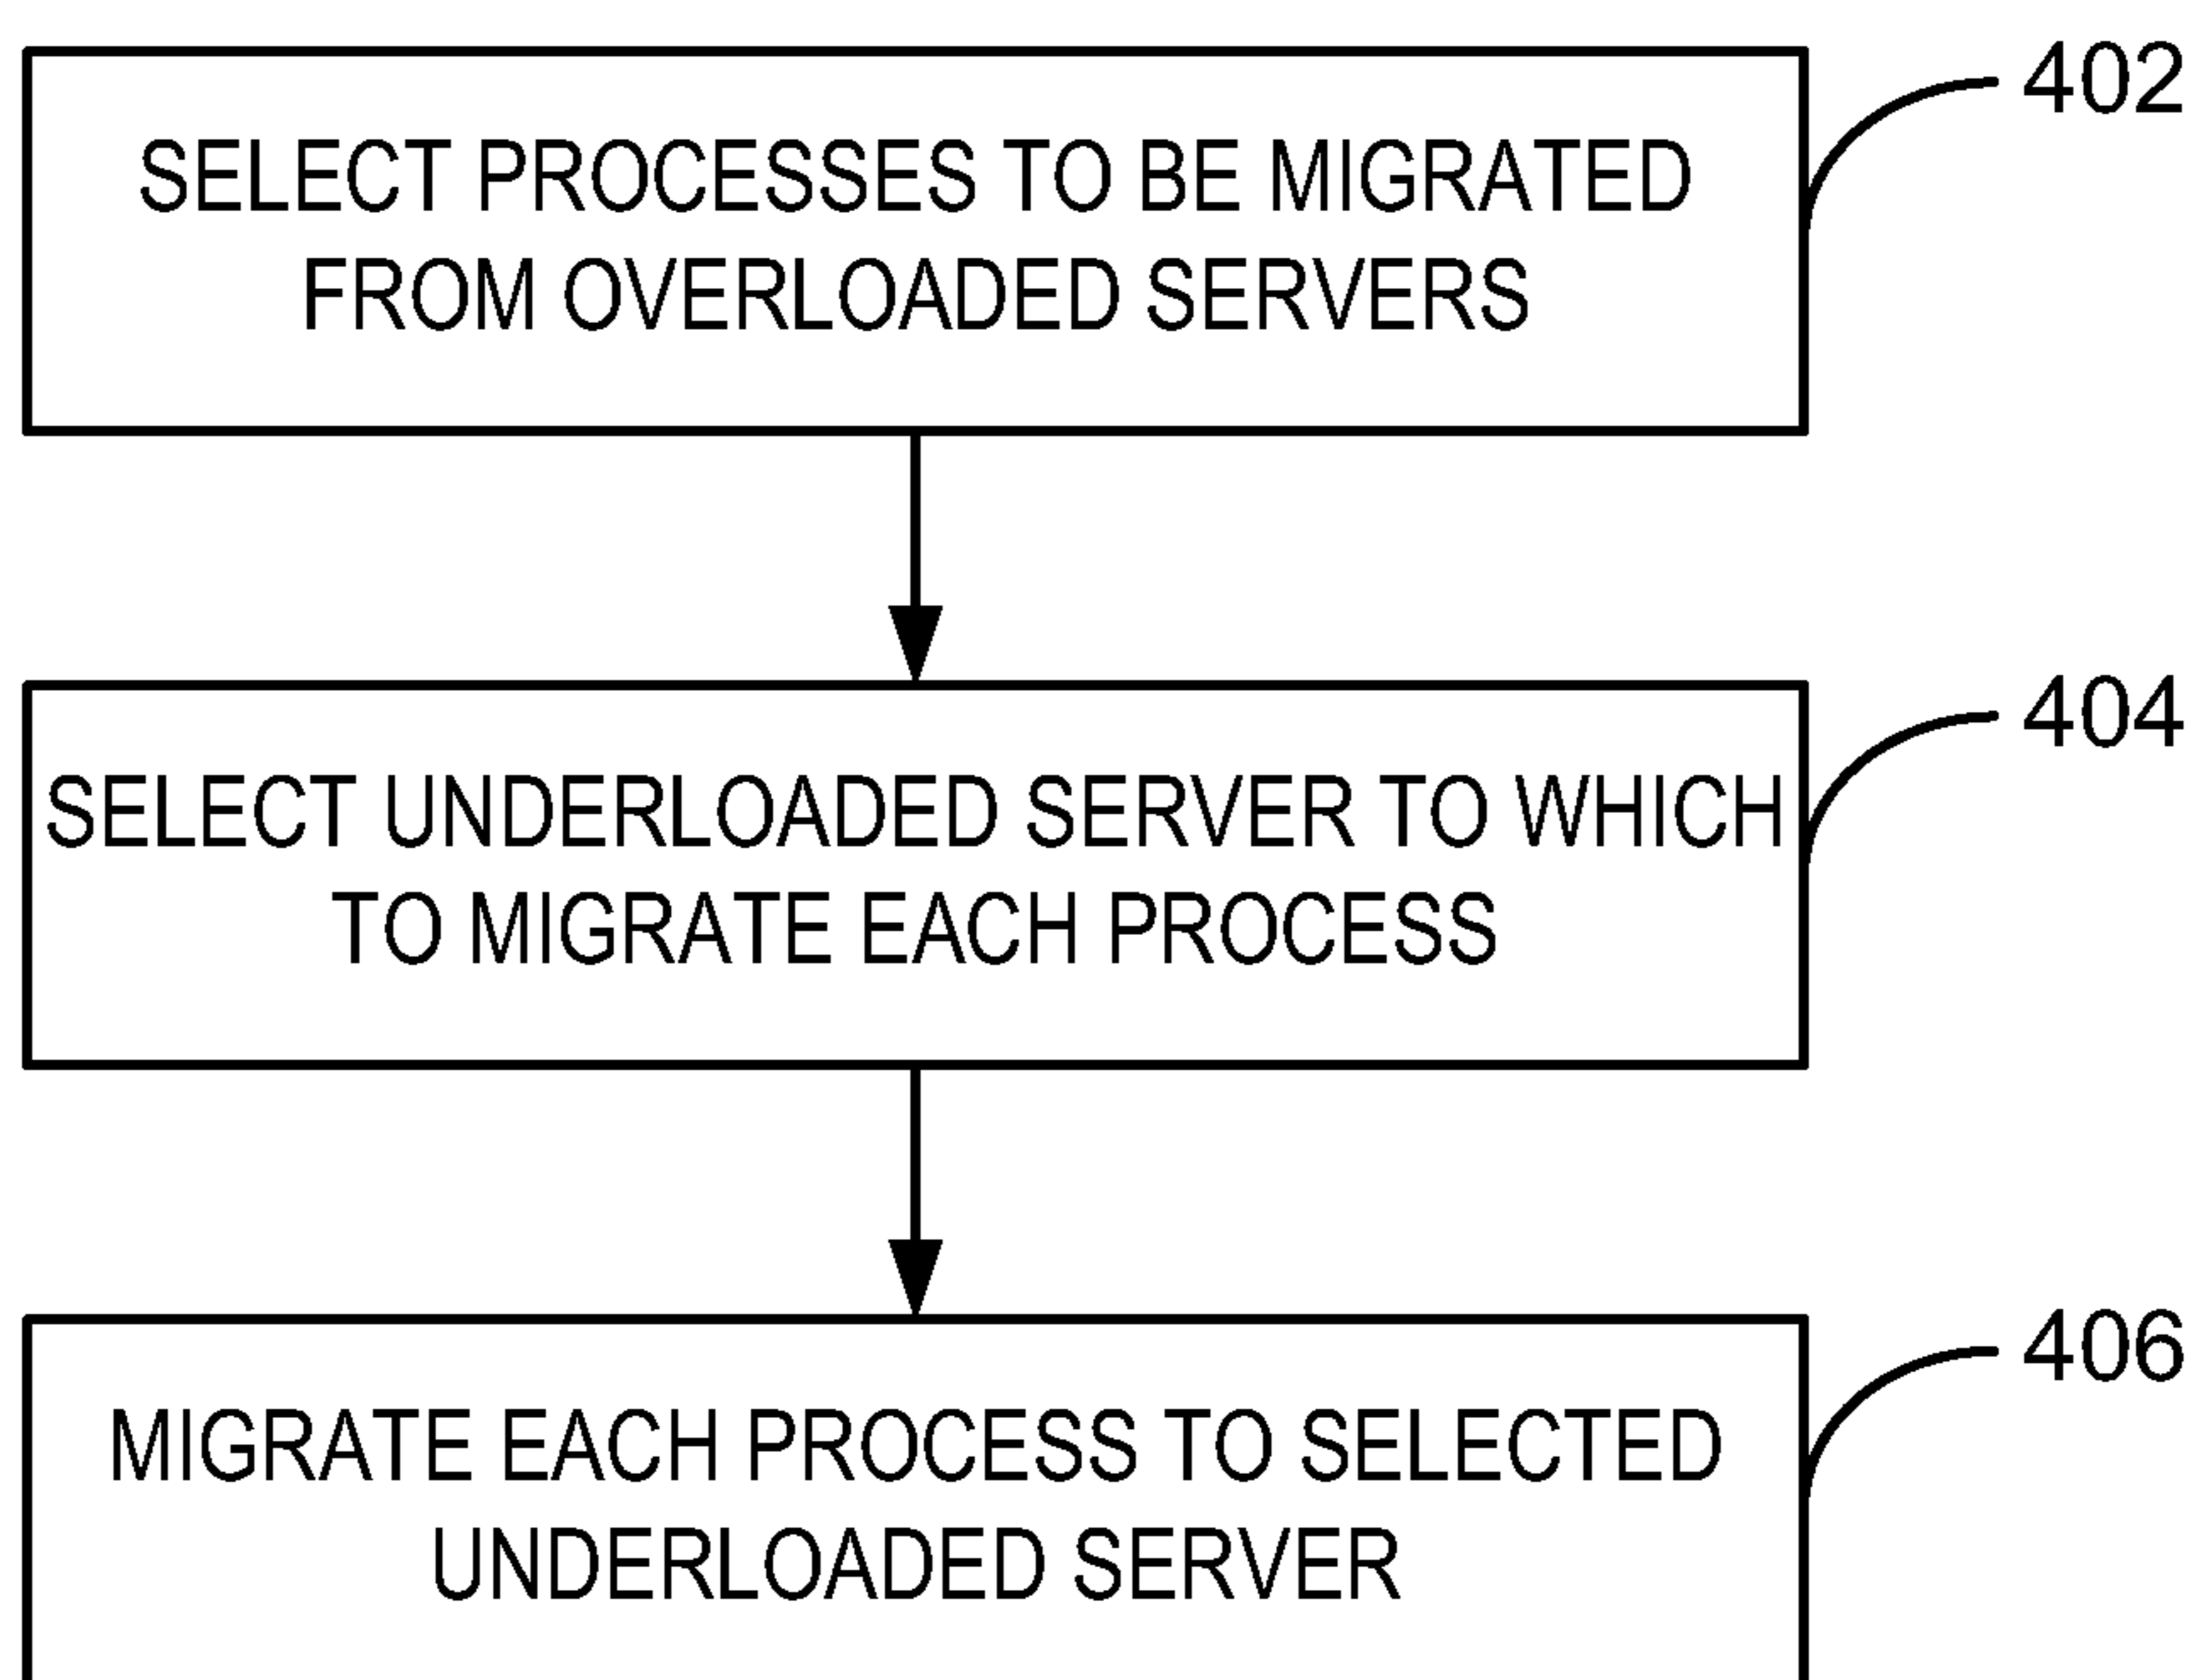 402
SELECT PROCESSES TO BE MIGRATED
FROM OVERLOADED SERVERS
404
SELECT UNDERLOADED SERVER TO WHICH
TO MIGRATE EACH PROCESS
406
MIGRATE EACH PROCESS TO SELECTED
UNDERLOADED SERVER